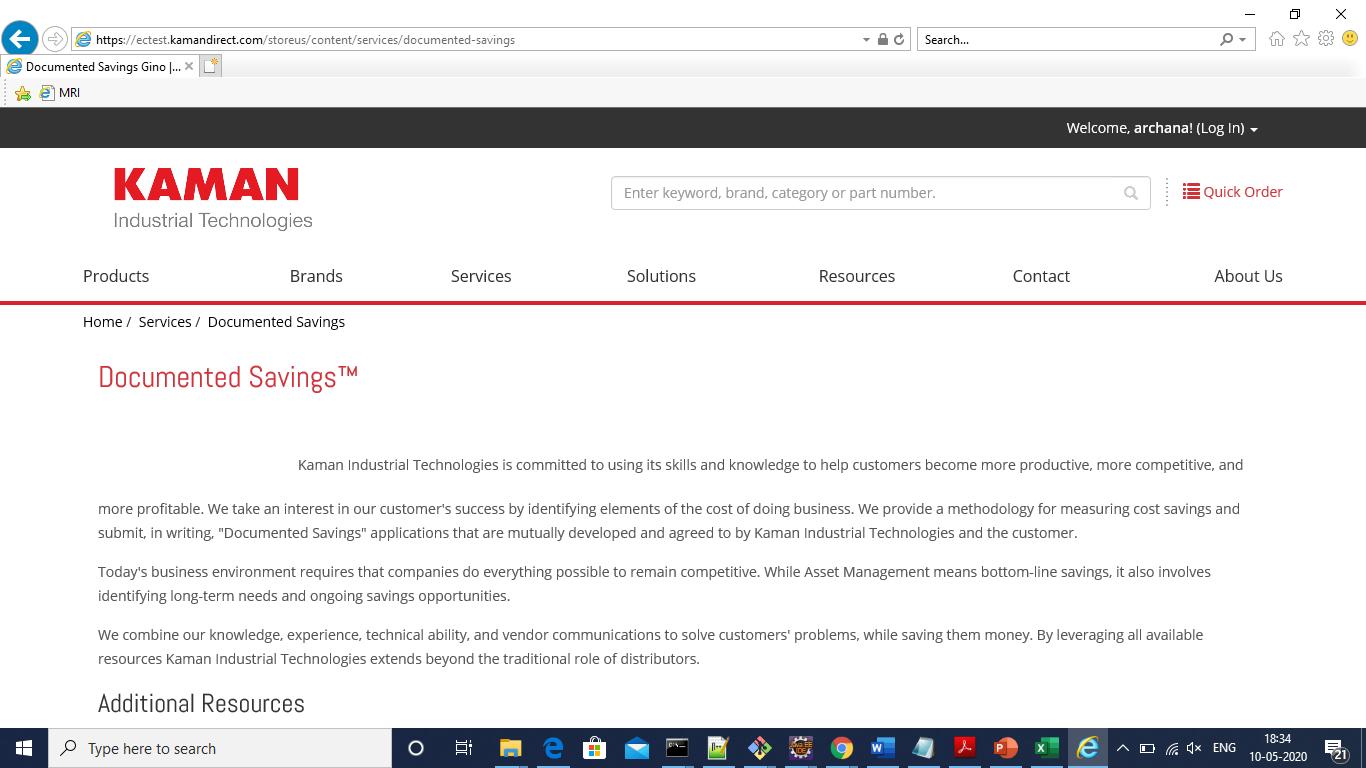 https://ectest.kamandirect.com/storeus/content/services/documented-savings
Search...
Documented Savings Gino |...
MRI
Welcome, archana! (Log In)
KAMAN
Industrial Technologies
Enter keyword, brand, category or part number.
Quick Order
Products Brands Services Solutions Resources Contact About Us
Home / Services / Documented Savings
Documented Savings™
Kaman Industrial Technologies is committed to using its skills and knowledge to help customers become more productive, more competitive, and
more profitable. We take an interest in our customer's success by identifying elements of the cost of doing business. We provide a methodology for measuring cost savings and
submit, in writing, "Documented Savings" applications that are mutually developed and agreed to by Kaman Industrial Technologies and the customer.
Today's business environment requires that companies do everything possible to remain competitive. While Asset Management means bottom-line savings, it also involves
identifying long-term needs and ongoing savings opportunities.
We combine our knowledge, experience, technical ability, and vendor communications to solve customers' problems, while saving them money. By leveraging all available
resources Kaman Industrial Technologies extends beyond the traditional role of distributors.
Additional Resources
Type here to search
ENG
18:34
10-05-2020
21